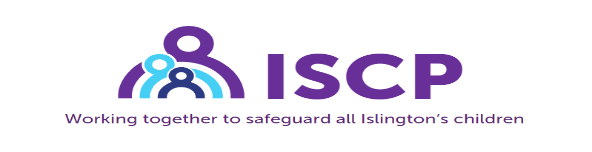 ISCP
Working together to safeguard all Islington's children